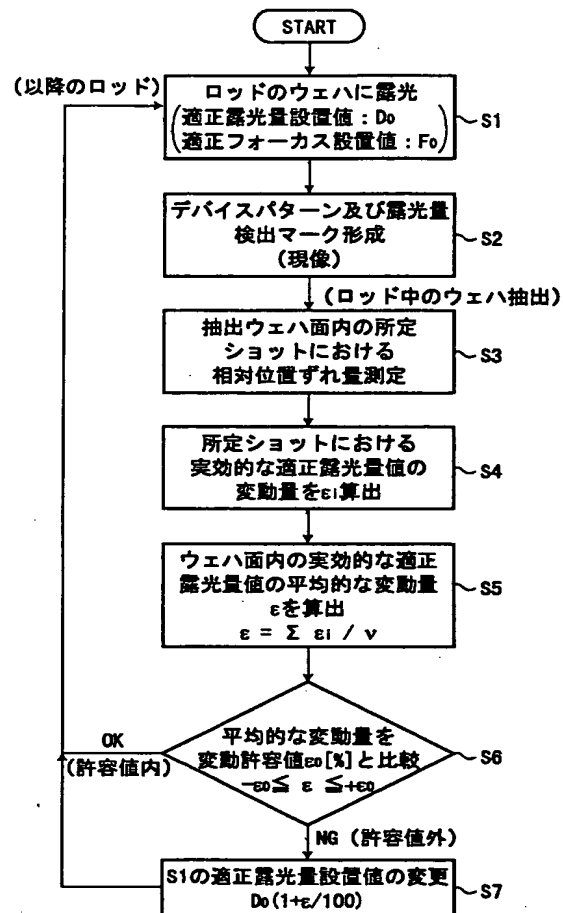 START
(以降のロッド)
ロッドのウェハに露光
適正露光量設置値:D0
適正フォーカス設置値:F0
S1
デバイスパターン及び露光量
検出マーク形成
(現像)
S2
(ロッド中のウェハ抽出)
抽出ウェハ面内の所定
ショットにおける
相対位置ずれ量測定
S3
所定ショットにおける
実効的な適正露光量値の
変動量をεi算出
S4
ウェハ面内の実効的な適正
露光量値の平均的な変動量
εを算出
ε = Σ εi / ν
S5
平均的な変動量を
変動許容値ε0[%]と比較
-ε0≦ ε ≦+ε0
S6
OK
(許容値内)
NG (許容値外)
S1の適正露光量設置値の変更
D0(1+ε/100)
S7